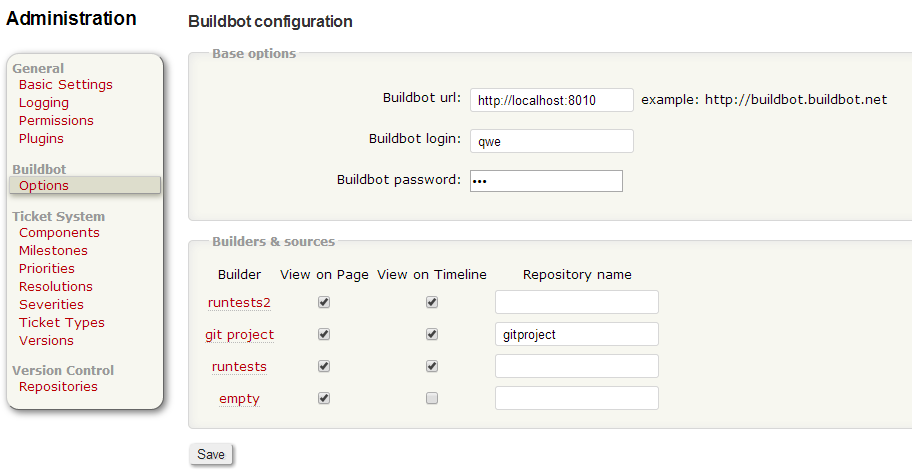 Administration
General
Basic Settings
Logging
Permissions
Plugins
Buildbot
Options
Ticket System
Components
Milestones
Priorities
Resolutions
Severities
Ticket Types
Versions
Version Control
Repositories
Buildbot configuration
Base options
Buildbot url: http://localhost:8010 example: http://buildbot.buildbot.net
Buildbot login: qwe
Buildbot password: •••
Builders & sources
Builder View on Page View on Timeline Repository name
runtests2
git project gitproject
runtests
empty
Save